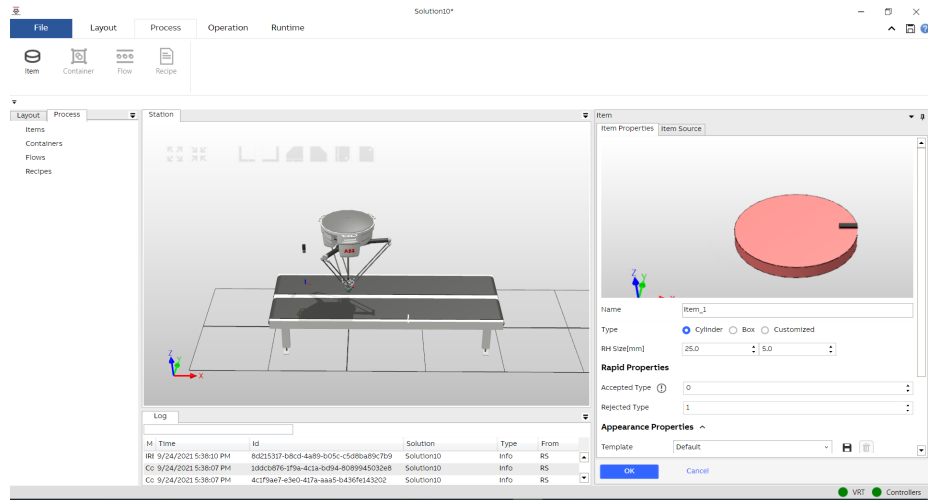 Solution10*
File Layout Process Operation Runtime
Item Container Flow Recipe
Layout Process
Items
Containers
Flows
Recipes
Station
ABB
Z
Y
X
Log
M Time Id Solution Type Info From
IRI 9/24/2021 5:38:10 PM 8d215317-b8cd-4a89-b05c-c5d8ba89c7b9 Solution10 Info RS
Cc 9/24/2021 5:38:07 PM 1ddcb876-1f9a-4c1a-bd94-8089945032e8 Solution10 Info RS
Cc 9/24/2021 5:38:07 PM 4c1f9ae7-e3e0-417a-aaa5-b436fe143202 Solution10 Info RS
Item
Item Properties Item Source
Z
Y
Name Item_1
Type Cylinder Box Customized
RH Size[mm] 25.0 5.0
Rapid Properties
Accepted Type 0
Rejected Type 1
Appearance Properties
Template Default
OK Cancel
VRT Controllers